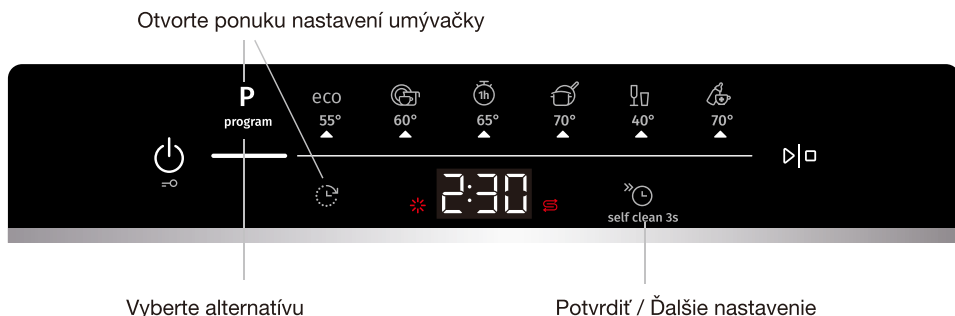 Otvorte ponuku nastavení umývačky
P
program
eco
1h
55° 60° 65° 70° 40° 70°
2:30
self clean 3s
Vyberte alternatívu
Potvrdiť / Ďalšie nastavenie